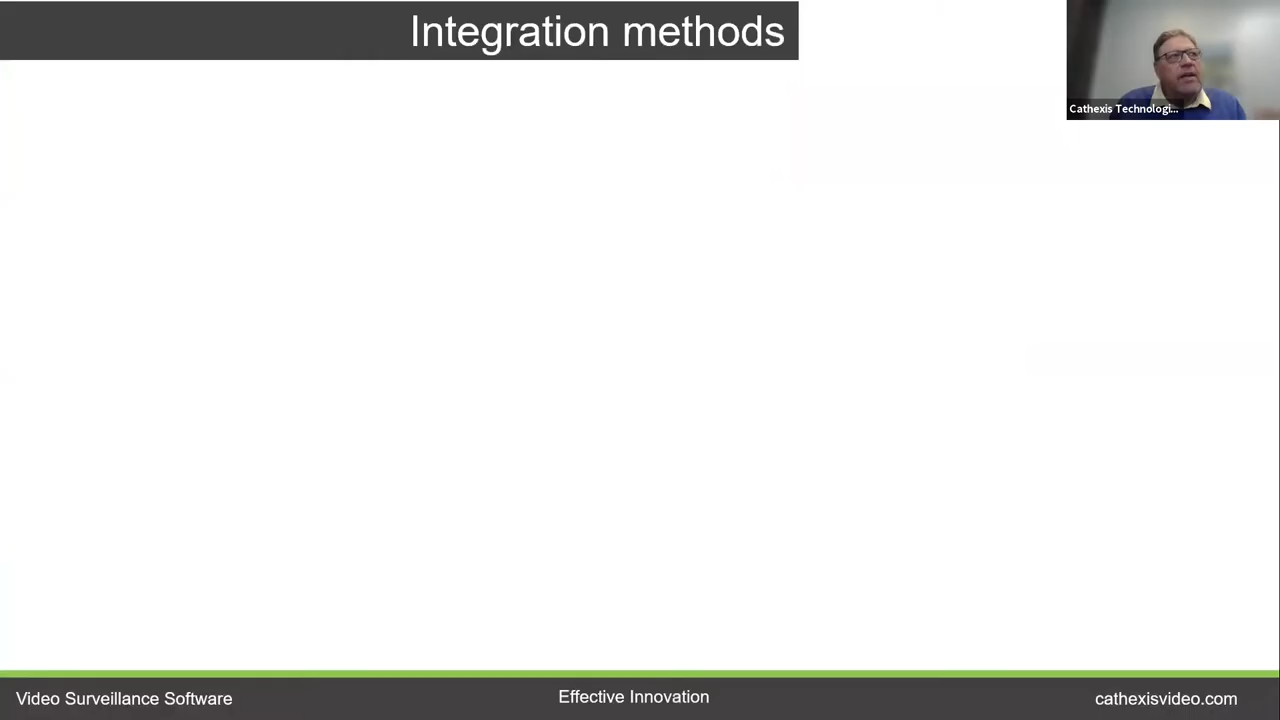 Integration methods
Cathexis Technologi...
Video Surveillance Software
Effective Innovation
cathexisvideo.com